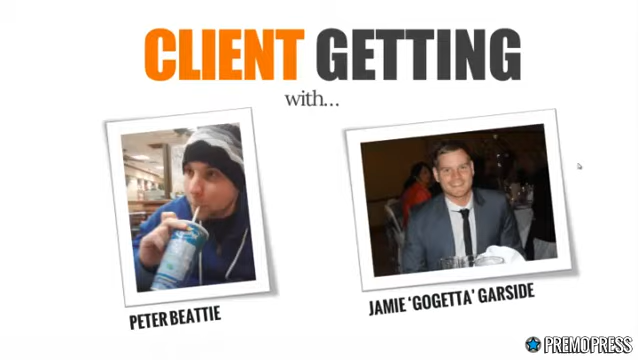 CLIENT GETTING
with...
PETER BEATTIE
JAMIE ‘GOGETTA’ GARSIDE
PREMOPRESS